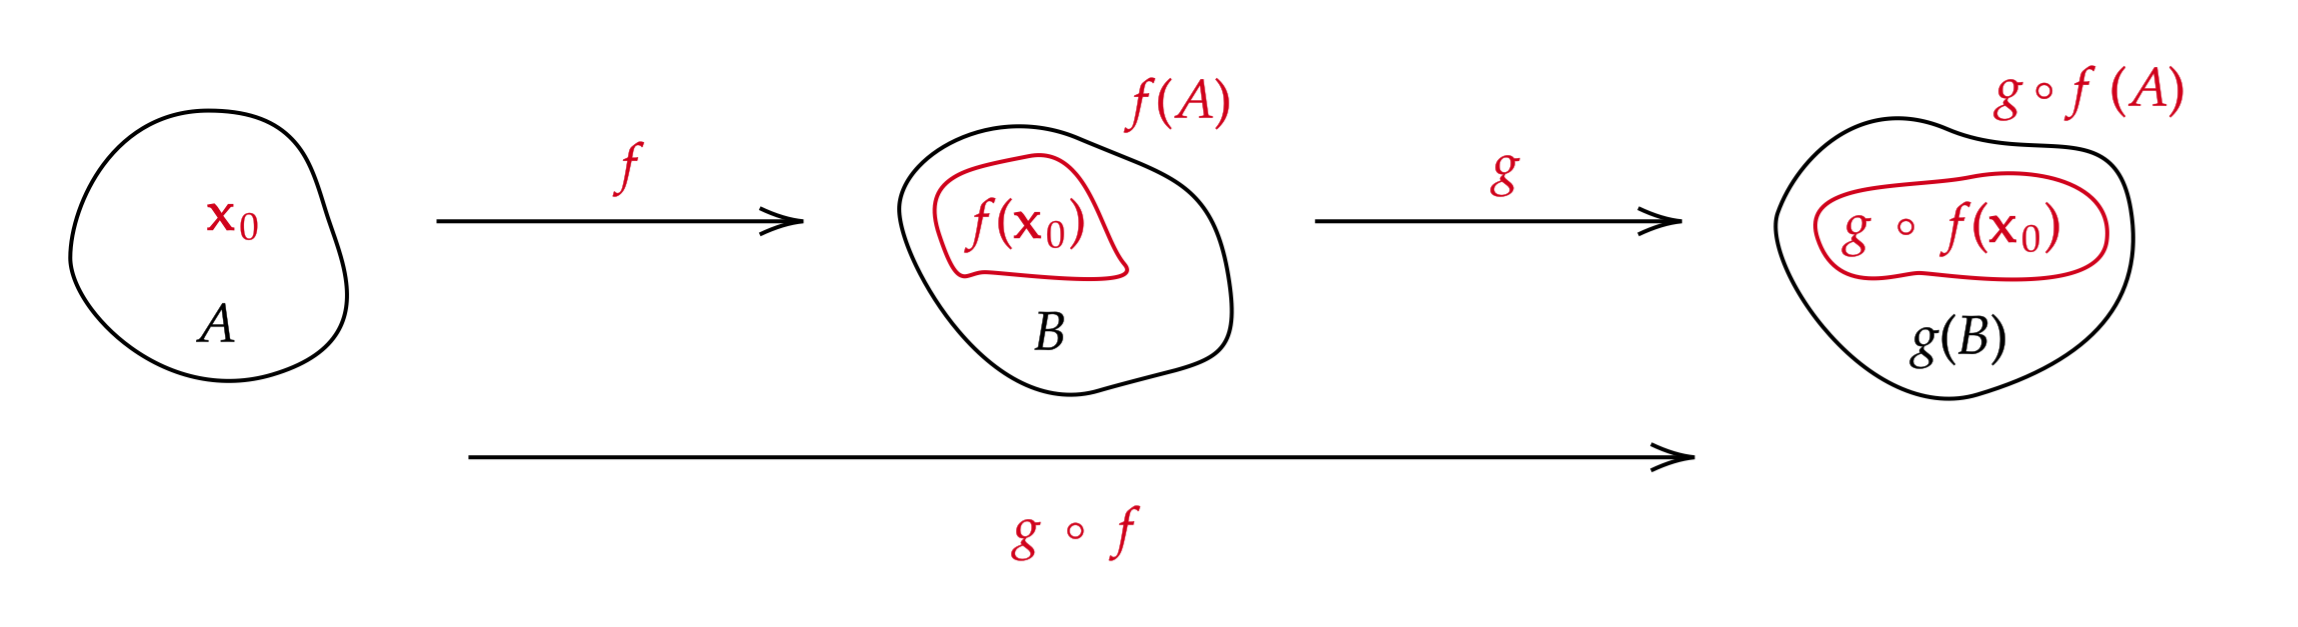 g ∘ f (A)
f(A)
f
g
x₀
f(x₀)
g ∘ f(x₀)
A
B
g(B)
g ∘ f